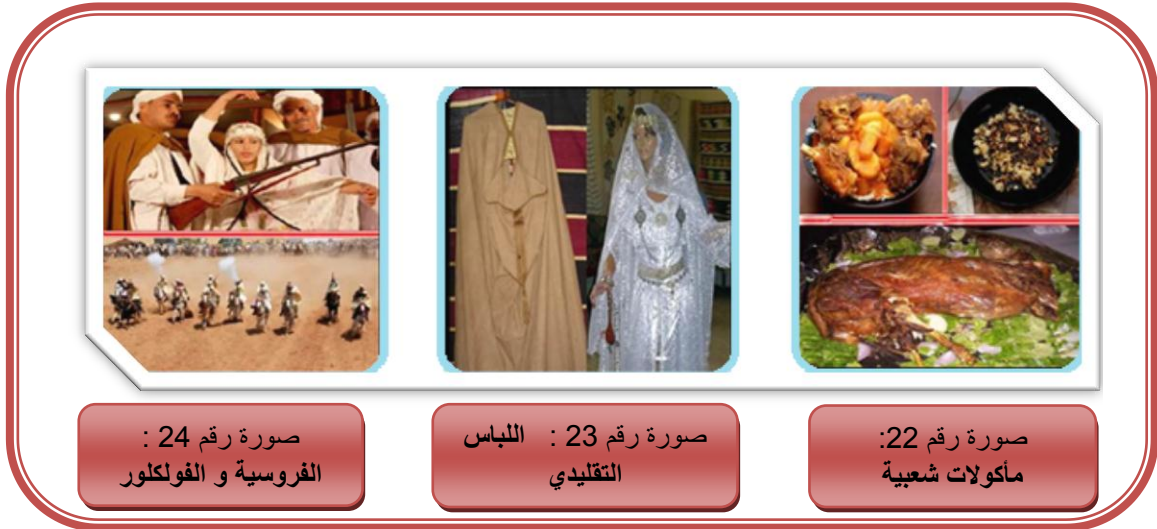 صورة رقم 22:
مأكولات شعبية
صورة رقم 23 : اللباس
التقليدي
صورة رقم 24 :
الفروسية و الفولكلور